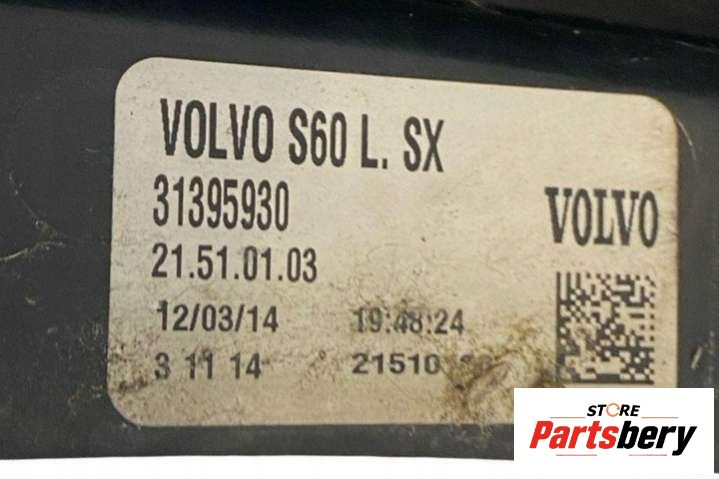 VOLVO S60 L. SX
31395930
VOLVO
21.51.01.03
12/03/14 19:48:24
3 11 14 21510
STORE
Partsbery